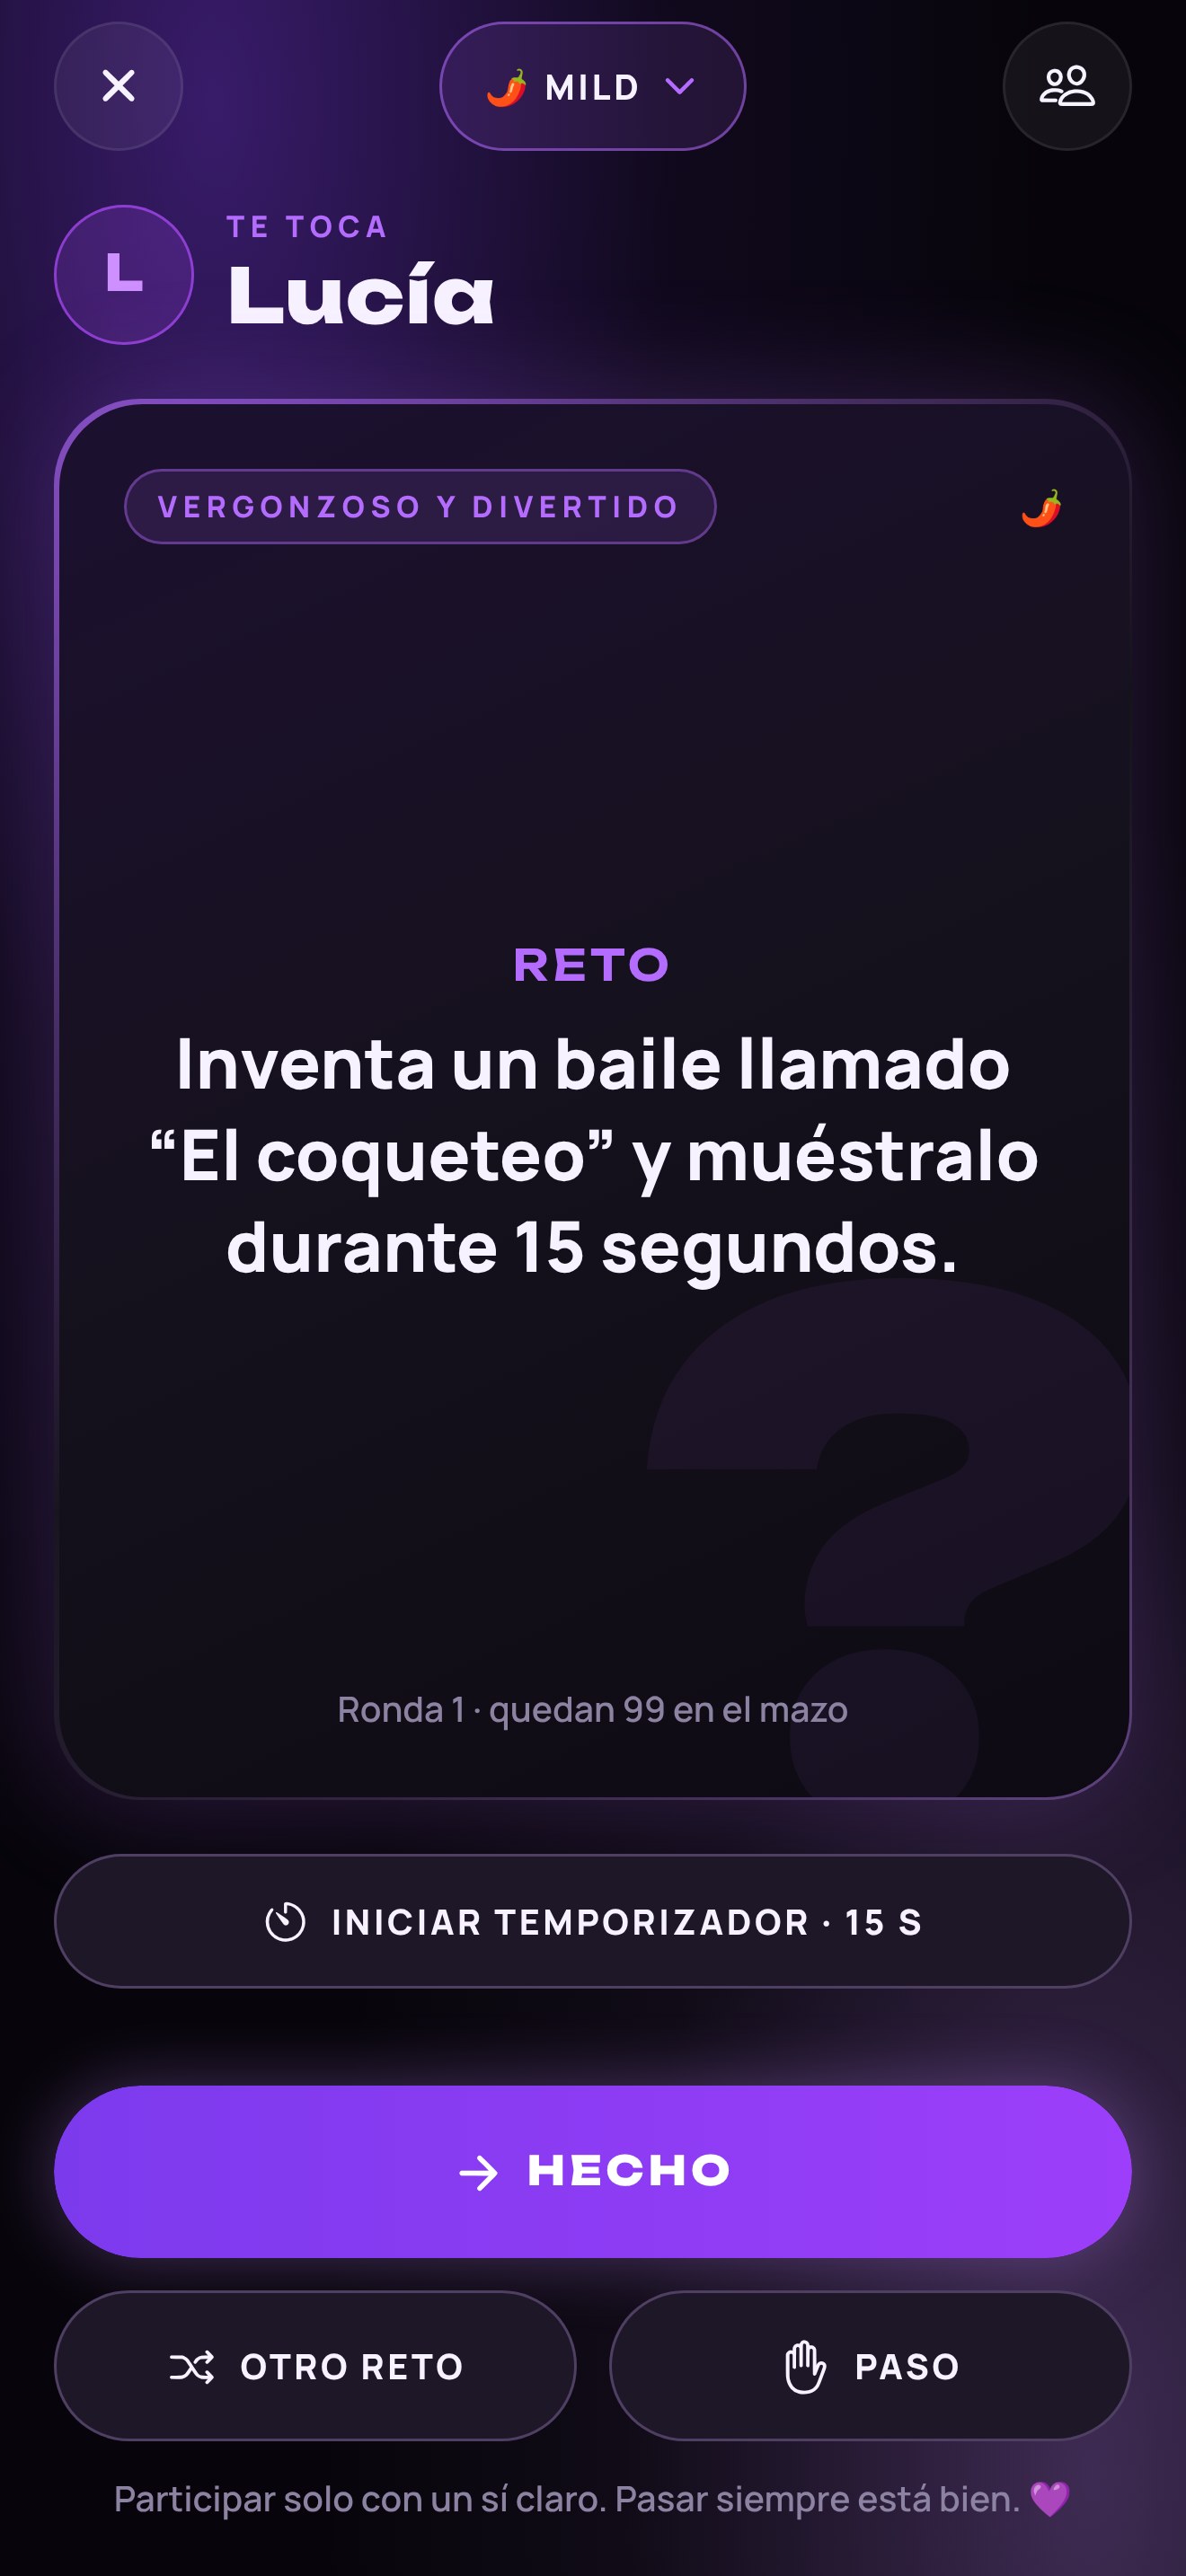 🌶️ MILD
TE TOCA
L
Lucía
VERGONZOSO Y DIVERTIDO
🌶️
RETO
Inventa un baile llamado
“El coqueteo” y muéstralo
durante 15 segundos.
?
Ronda 1 · quedan 99 en el mazo
INICIAR TEMPORIZADOR · 15 S
→ HECHO
OTRO RETO
PASO
Participar solo con un sí claro. Pasar siempre está bien. 💜